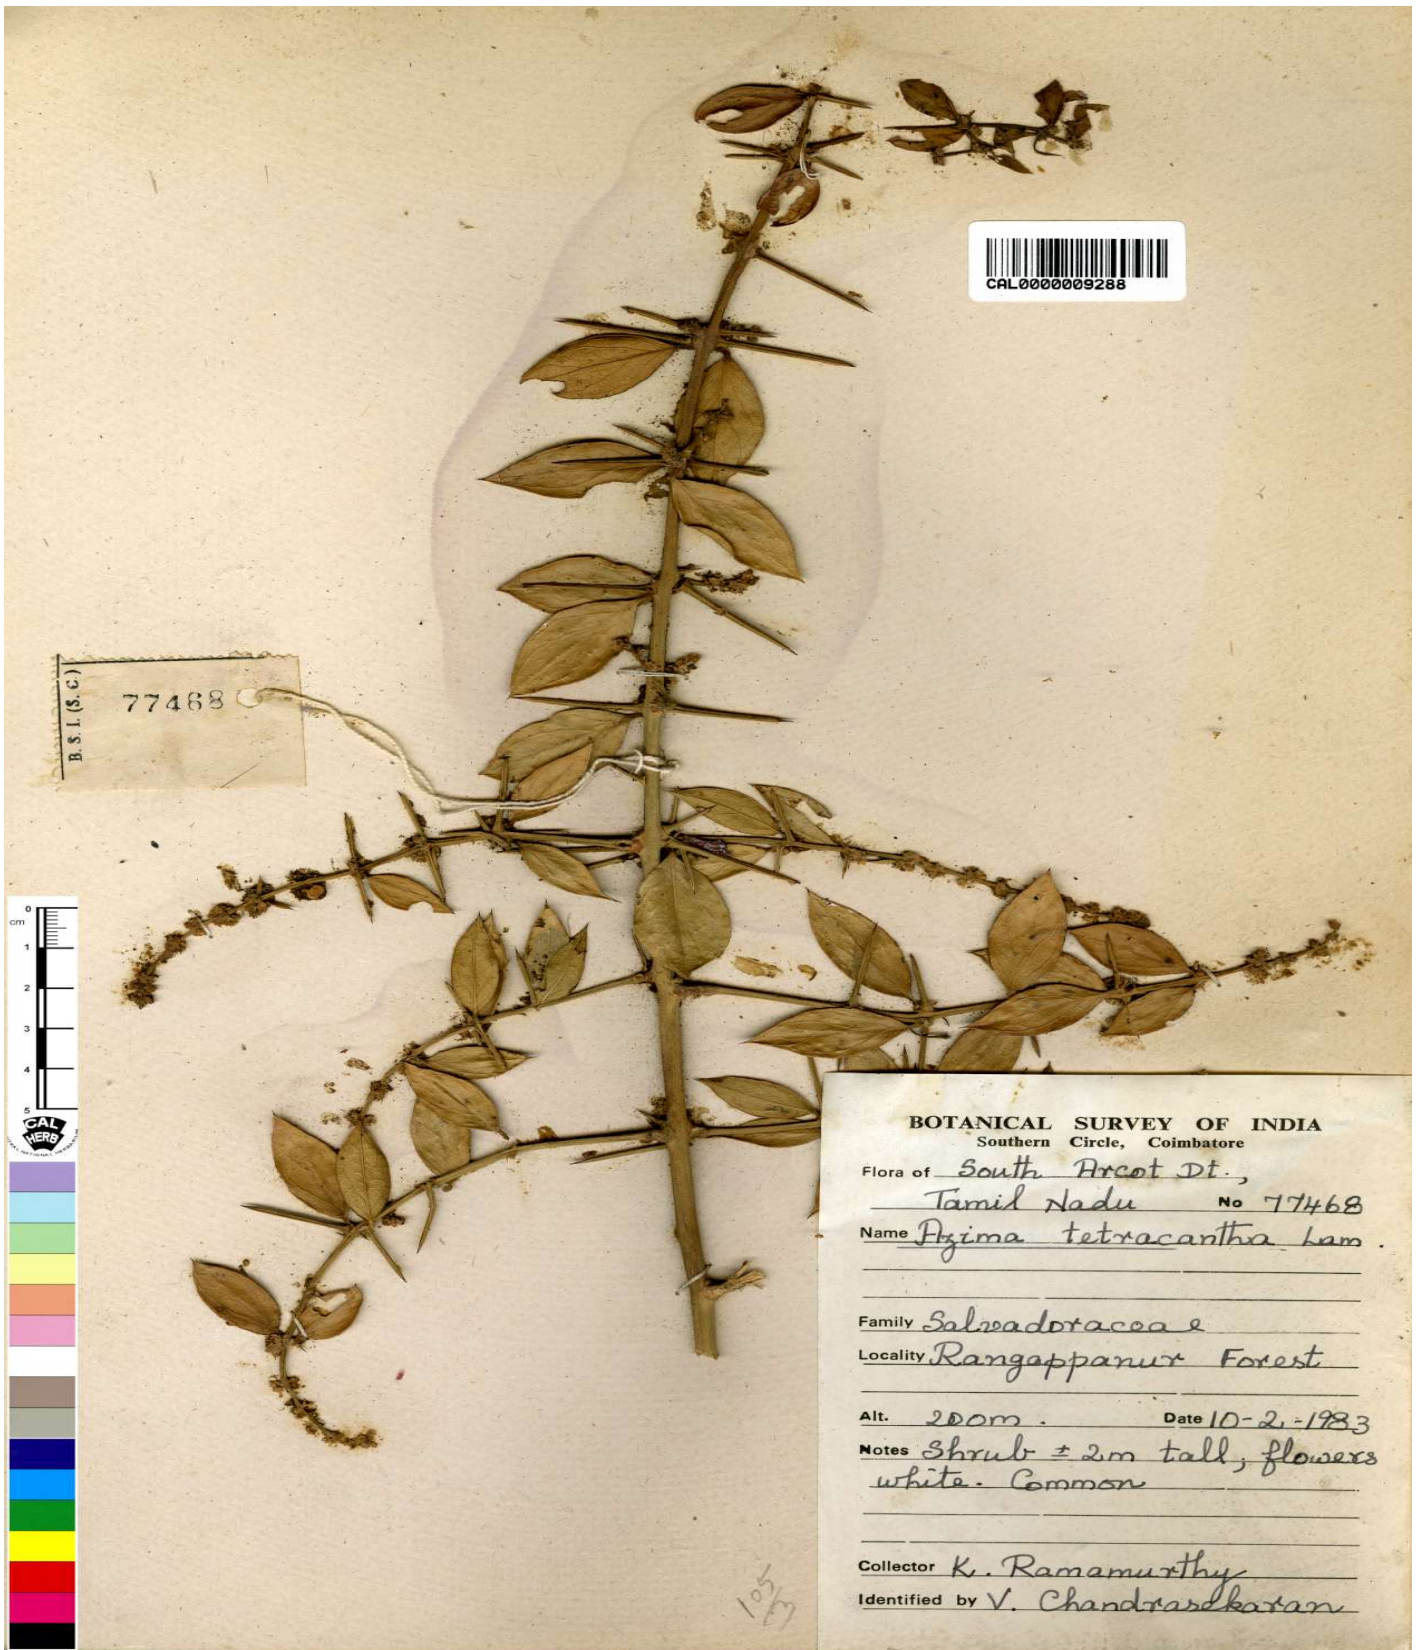 CAL0000009288
B. S. I. (S. C.)
77468
0
cm
1
2
3
4
5
CAL
HERB
BOTANICAL SURVEY OF INDIA
Southern Circle, Coimbatore
Flora of South Arcot Dt.,
Tamil Nadu No 77468
Name Azima tetracantha Lam.
Family Salvadoraceae
Locality Rangappanur Forest
Alt. 200m. Date 10-2-1983
Notes Shrub ± 2m tall, flowers
white. Common
Collector K. Ramamurthy
Identified by V. Chandrasekaran
105